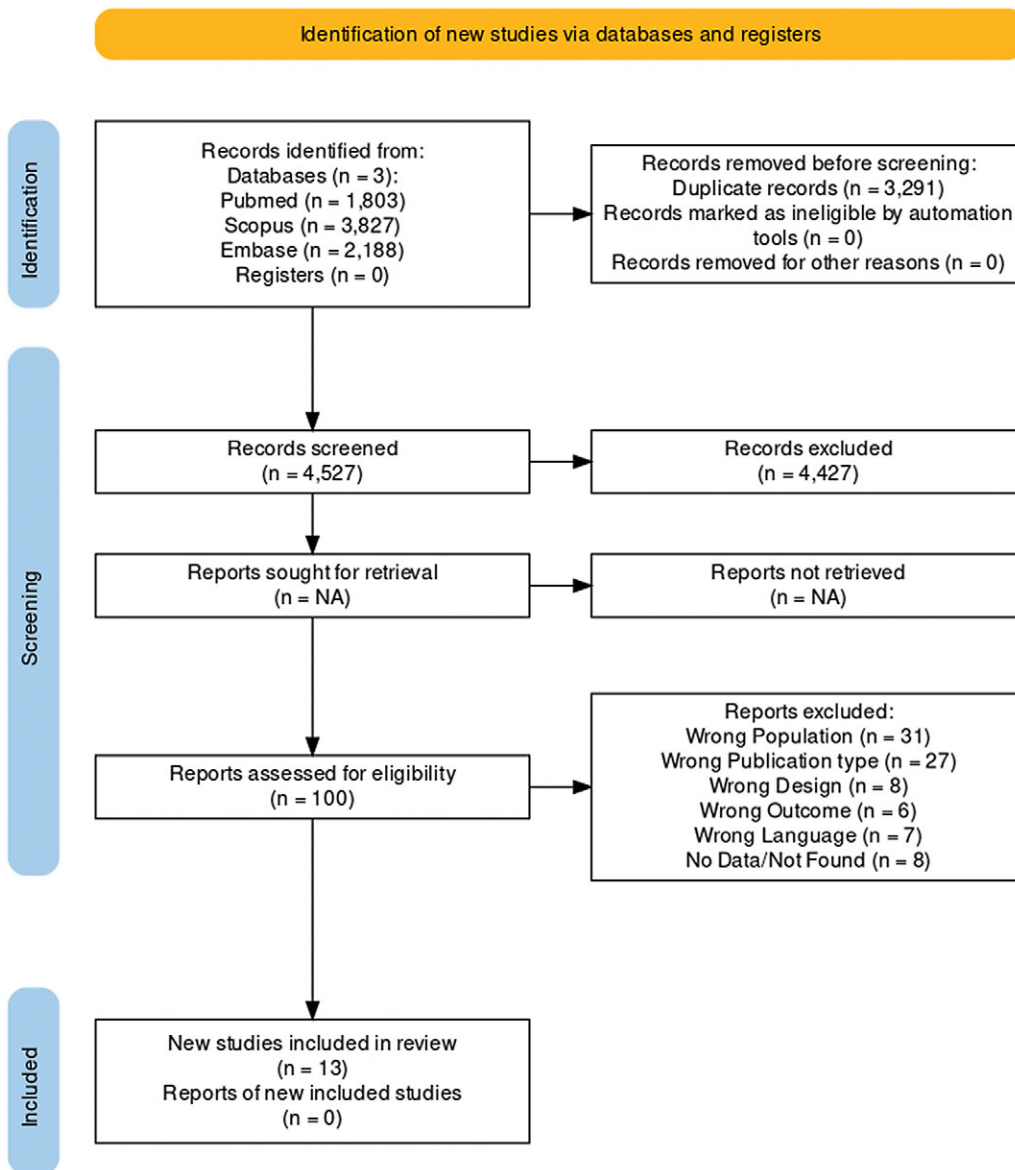 Identification of new studies via databases and registers
Identification
Records identified from:
Databases (n = 3):
Pubmed (n = 1,803)
Scopus (n = 3,827)
Embase (n = 2,188)
Registers (n = 0)
Records removed before screening:
Duplicate records (n = 3,291)
Records marked as ineligible by automation
tools (n = 0)
Records removed for other reasons (n = 0)
Screening
Records screened
(n = 4,527)
Records excluded
(n = 4,427)
Reports sought for retrieval
(n = NA)
Reports not retrieved
(n = NA)
Reports assessed for eligibility
(n = 100)
Reports excluded:
Wrong Population (n = 31)
Wrong Publication type (n = 27)
Wrong Design (n = 8)
Wrong Outcome (n = 6)
Wrong Language (n = 7)
No Data/Not Found (n = 8)
Included
New studies included in review
(n = 13)
Reports of new included studies
(n = 0)